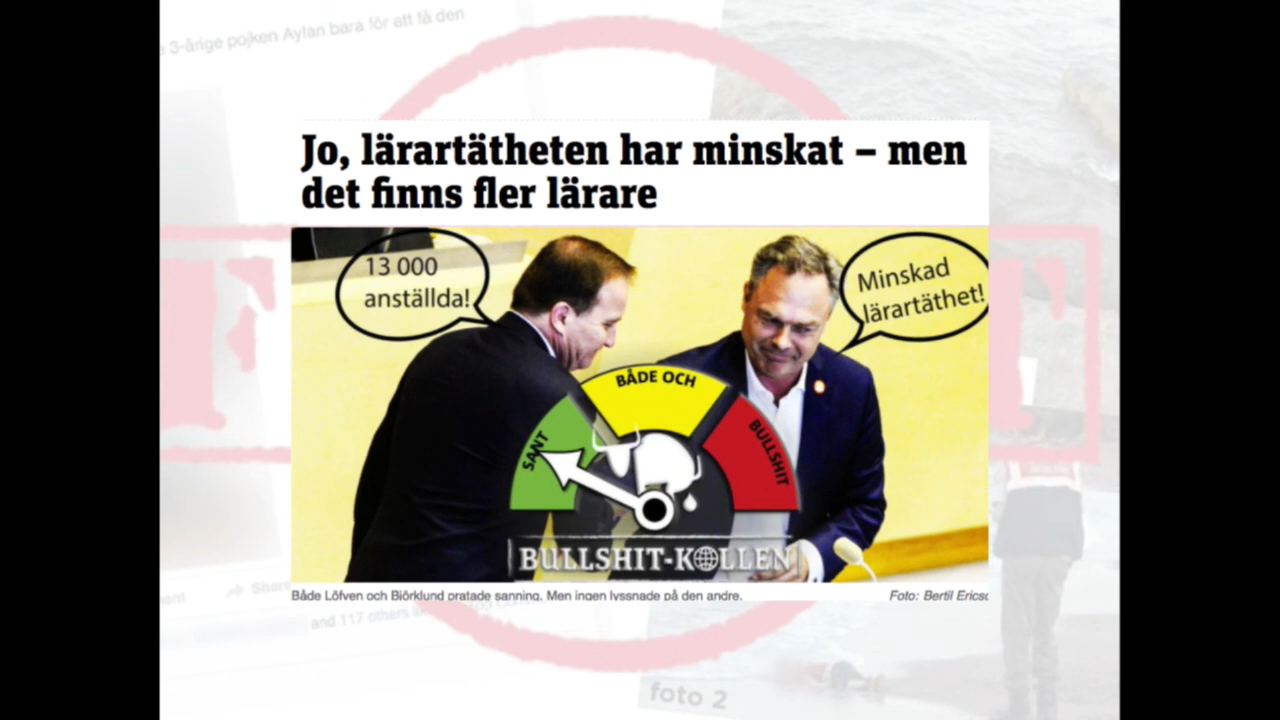 3-årige pojken Aylan bara för att få den
Jo, lärartätheten har minskat – men
det finns fler lärare
13 000
anställda!
Minskad
lärartäthet!
BÅDE OCH
SANT
BULLSHIT
BULLSHIT-KOLLEN
Både Löfven och Björklund pratade sanning. Men ingen lyssnade på den andre.
Foto: Bertil Erics
Share
and 117 others
foto 2